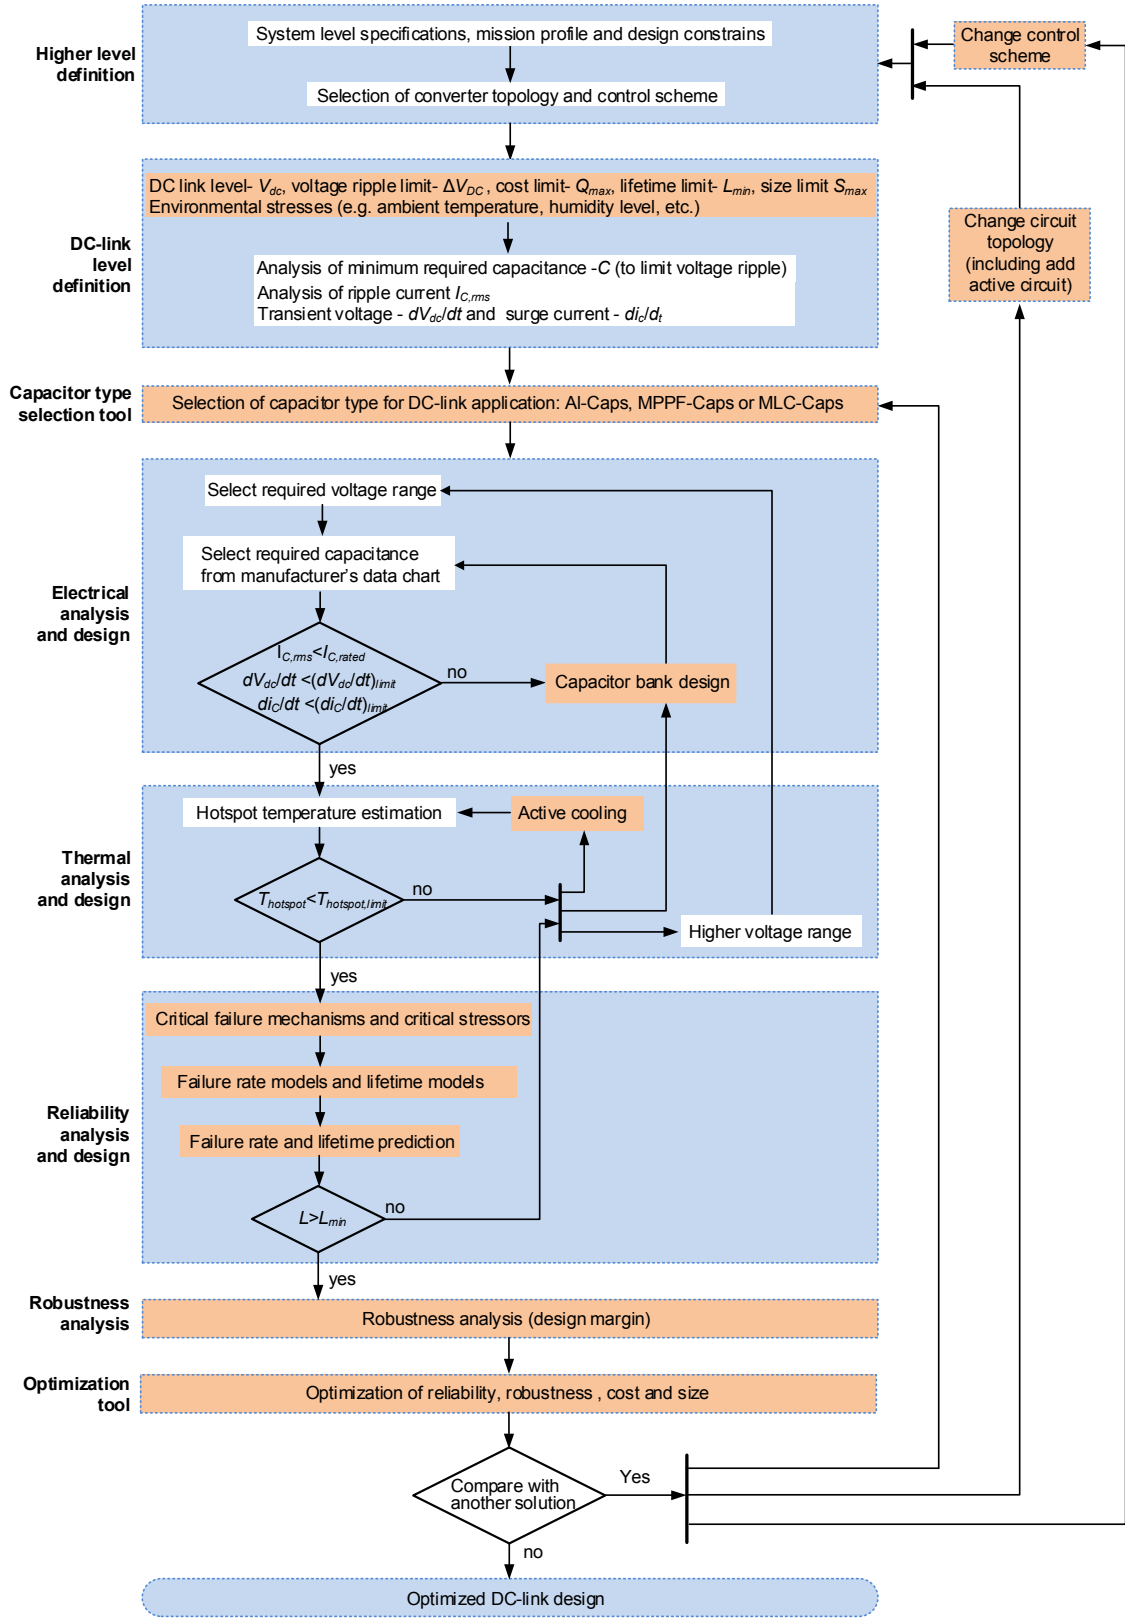 System level specifications, mission profile and design constrains
Change control
scheme
Higher level
definition
Selection of converter topology and control scheme
DC link level- Vdc, voltage ripple limit- ΔVDC, cost limit- Qmax, lifetime limit- Lmin, size limit Smax
Environmental stresses (e.g. ambient temperature, humidity level, etc.)
Change circuit
topology
(including add
active circuit)
DC-link
level
definition
Analysis of minimum required capacitance -C (to limit voltage ripple)
Analysis of ripple current IC,rms
Transient voltage - dVdc/dt and surge current - dic/dt
Capacitor type
selection tool
Selection of capacitor type for DC-link application: Al-Caps, MPPF-Caps or MLC-Caps
Select required voltage range
Select required capacitance
from manufacturer's data chart
Electrical
analysis
and design
IC,rms<IC,rated
dVdc/dt <(dVdc/dt)limit
diC/dt <(diC/dt)limit
no
Capacitor bank design
yes
Hotspot temperature estimation
Active cooling
Thermal
analysis
and design
Thotspot<Thotspot,limit
no
Higher voltage range
yes
Critical failure mechanisms and critical stressors
Failure rate models and lifetime models
Reliability
analysis
and design
Failure rate and lifetime prediction
L>Lmin
no
yes
Robustness
analysis
Robustness analysis (design margin)
Optimization
tool
Optimization of reliability, robustness , cost and size
Compare with
another solution
Yes
no
Optimized DC-link design